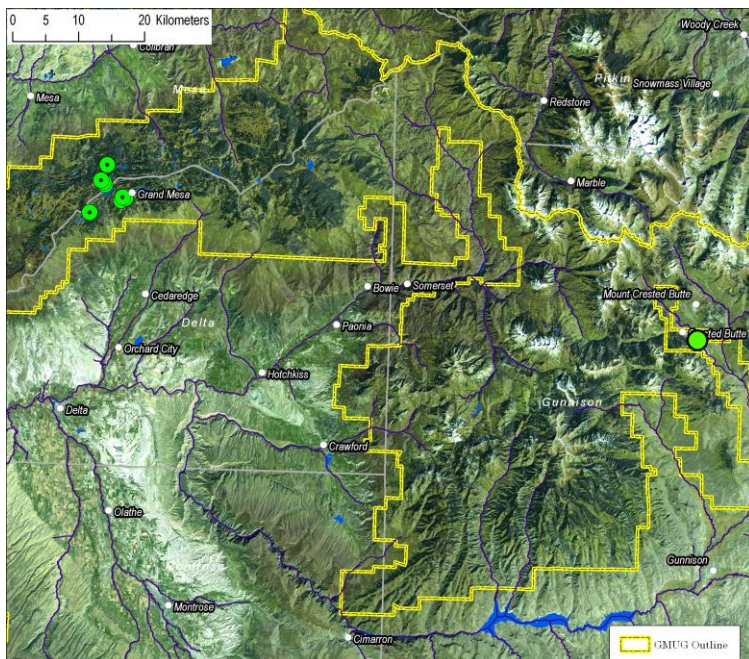 0 5 10 20 Kilometers
Collbran
Woody Creek
Mesa
Mesa
Pitkin
Snowmass Village
Redstone
Marble
Grand Mesa
Bowie
Somerset
Cedaredge
Mount Crested Butte
Delta
Paonia
Crested Butte
Orchard City
Hotchkiss
Gunnison
Delta
Crawford
Olathe
Montrose
Gunnison
Montrose
Cimarron
GMUG Outline